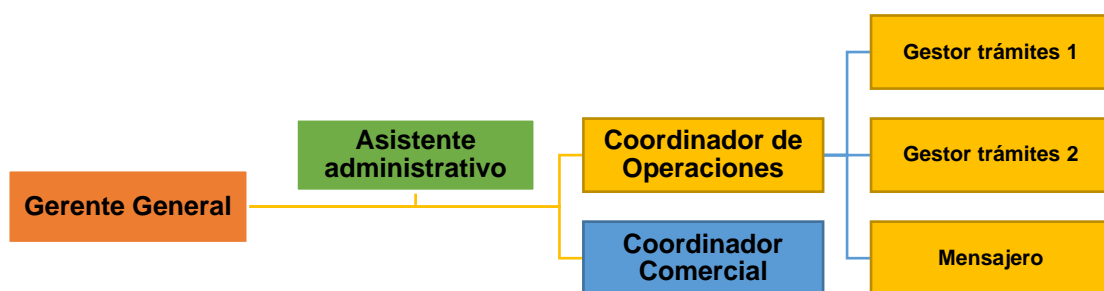 Gerente General
Asistente
administrativo
Coordinador de
Operaciones
Coordinador
Comercial
Gestor trámites 1
Gestor trámites 2
Mensajero